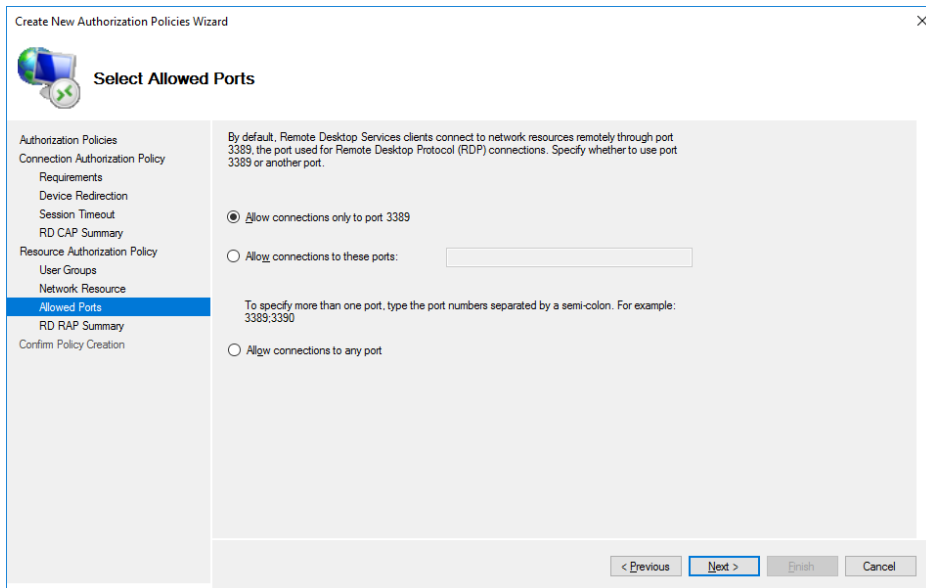 Create New Authorization Policies Wizard
Select Allowed Ports
Authorization Policies
Connection Authorization Policy
Requirements
Device Redirection
Session Timeout
RD CAP Summary
Resource Authorization Policy
User Groups
Network Resource
Allowed Ports
RD RAP Summary
Confirm Policy Creation
By default, Remote Desktop Services clients connect to network resources remotely through port
3389, the port used for Remote Desktop Protocol (RDP) connections. Specify whether to use port
3389 or another port.
Allow connections only to port 3389
Allow connections to these ports:
To specify more than one port, type the port numbers separated by a semi-colon. For example:
3389;3390
Allow connections to any port
< Previous
Next >
Finish
Cancel